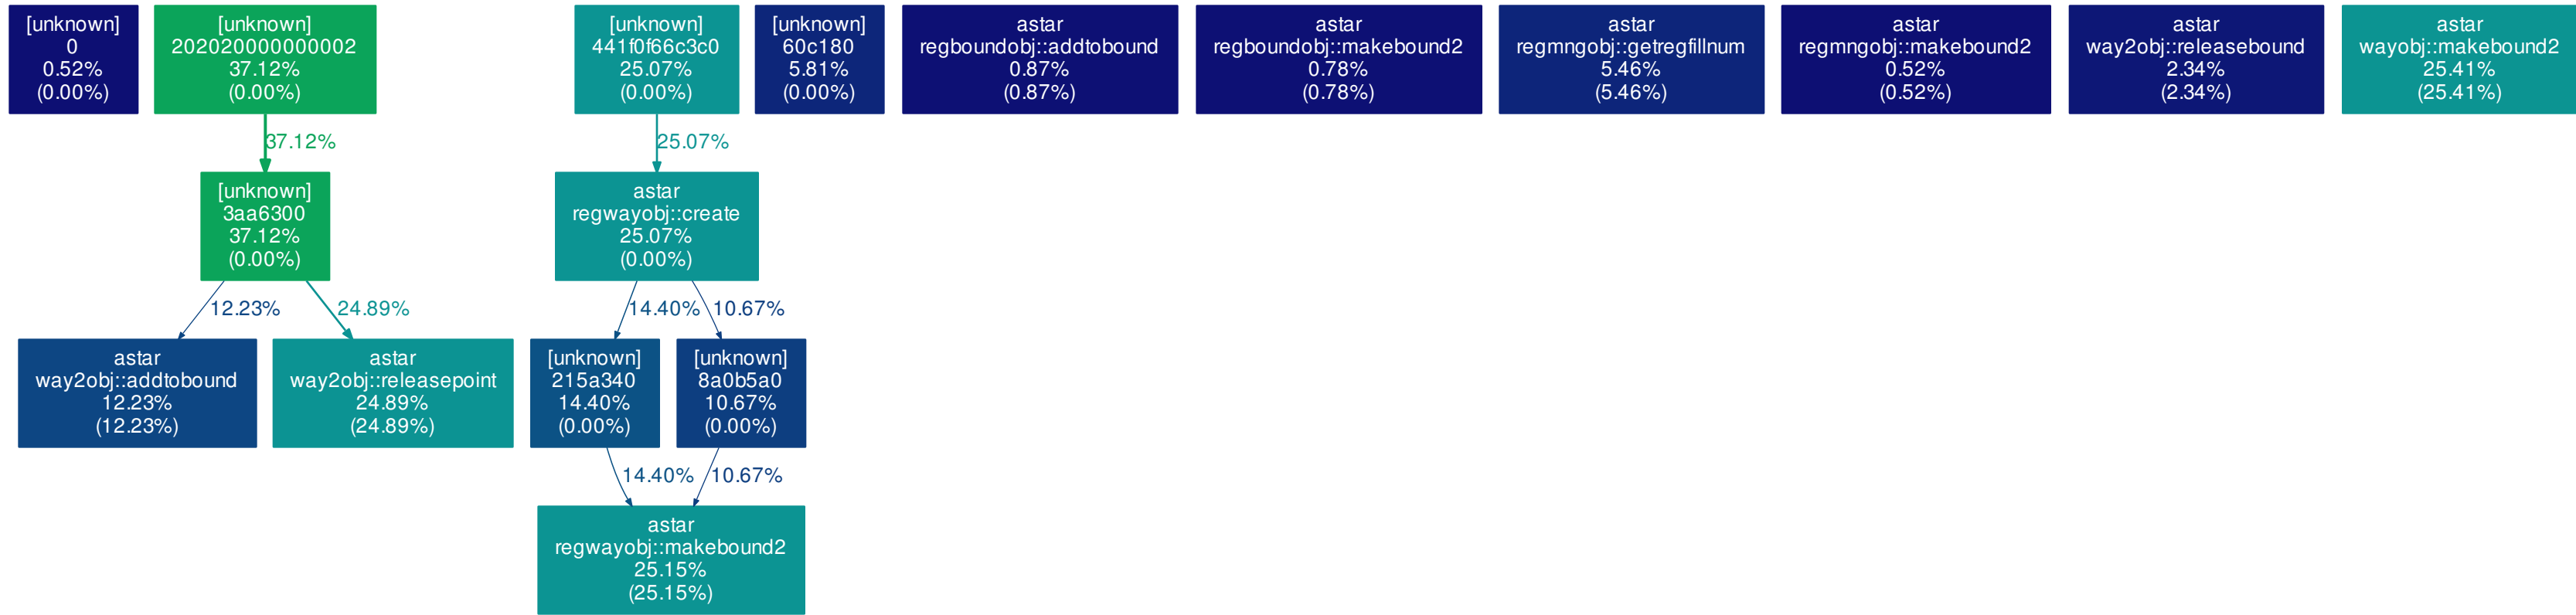 [unknown]
0
0.52%
(0.00%)
[unknown]
202020000000002
37.12%
(0.00%)
[unknown]
441f0f66c3c0
25.07%
(0.00%)
[unknown]
60c180
5.81%
(0.00%)
astar
regboundobj::addtobound
0.87%
(0.87%)
astar
regboundobj::makebound2
0.78%
(0.78%)
astar
regmngobj::getregfillnum
5.46%
(5.46%)
astar
regmngobj::makebound2
0.52%
(0.52%)
astar
way2obj::releasebound
2.34%
(2.34%)
astar
wayobj::makebound2
25.41%
(25.41%)
37.12%
25.07%
[unknown]
3aa6300
37.12%
(0.00%)
astar
regwayobj::create
25.07%
(0.00%)
12.23%
24.89%
14.40%
10.67%
astar
way2obj::addtobound
12.23%
(12.23%)
astar
way2obj::releasepoint
24.89%
(24.89%)
[unknown]
215a340
14.40%
(0.00%)
[unknown]
8a0b5a0
10.67%
(0.00%)
14.40%
10.67%
astar
regwayobj::makebound2
25.15%
(25.15%)